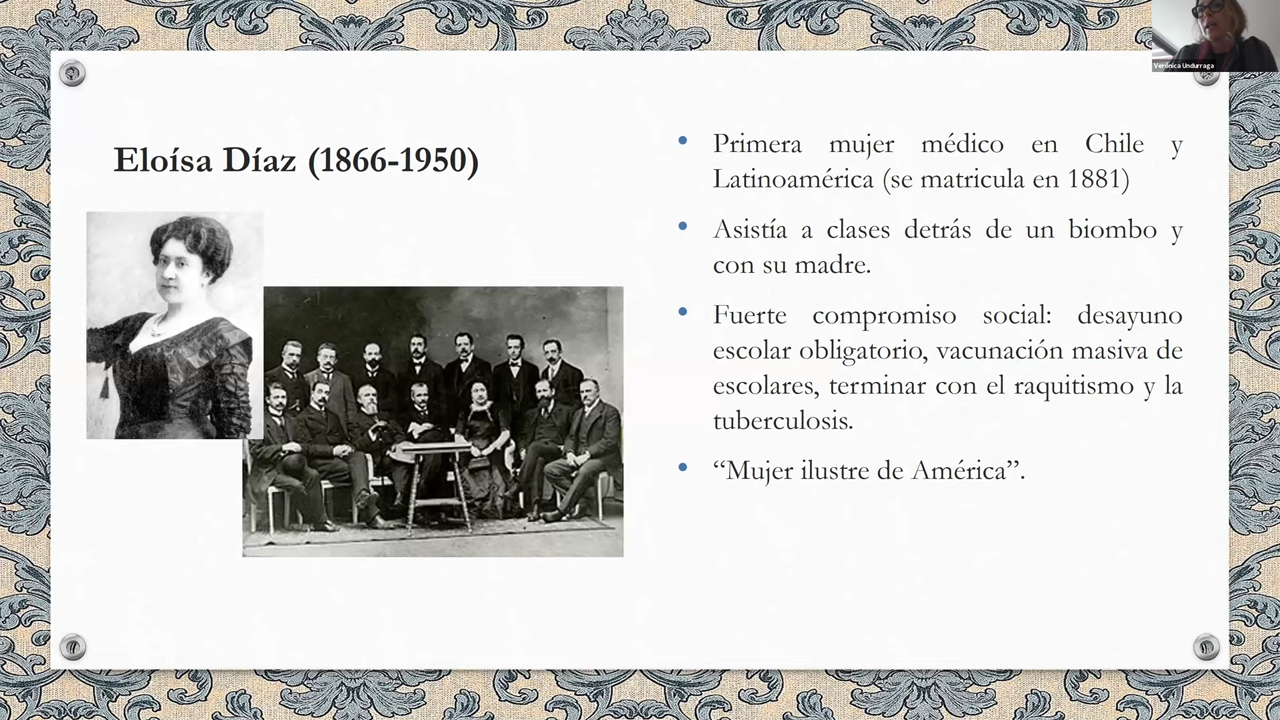 Verónica Undurraga
Eloísa Díaz (1866-1950)
• Primera mujer médico en Chile y
Latinoamérica (se matricula en 1881)
• Asistía a clases detrás de un biombo y
con su madre.
• Fuerte compromiso social: desayuno
escolar obligatorio, vacunación masiva de
escolares, terminar con el raquitismo y la
tuberculosis.
• “Mujer ilustre de América”.